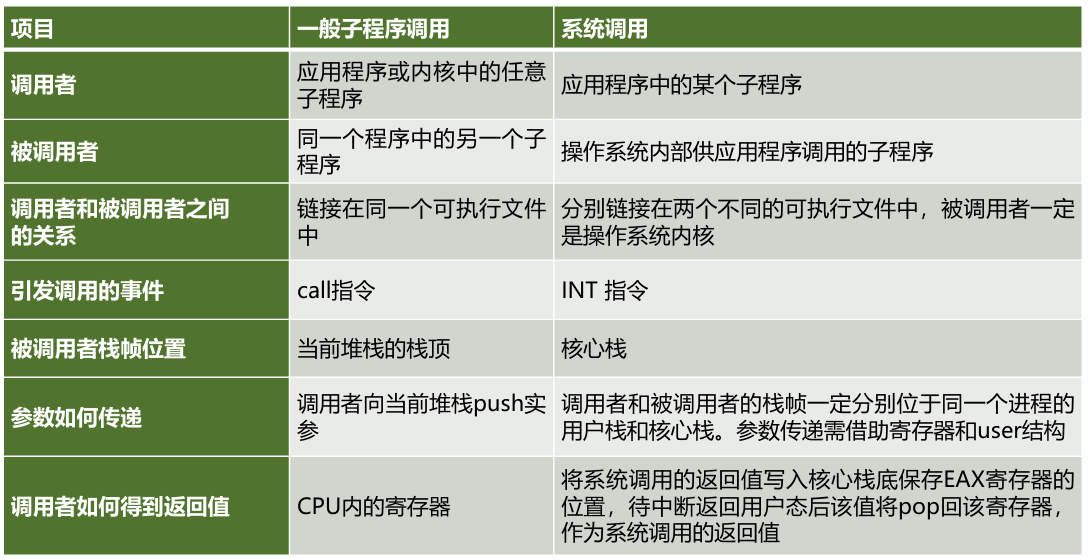 项目
一般子程序调用
系统调用
调用者
应用程序或内核中的任意
子程序
应用程序中的某个子程序
被调用者
同一个程序中的另一个子
程序
操作系统内部供应用程序调用的子程序
调用者和被调用者之间
的关系
链接在同一个可执行文件
中
分别链接在两个不同的可执行文件中，被调用者一定
是操作系统内核
引发调用的事件
call指令
INT 指令
被调用者栈帧位置
当前堆栈的栈顶
核心栈
参数如何传递
调用者向当前堆栈push实
参
调用者和被调用者的栈帧一定分别位于同一个进程的
用户栈和核心栈。参数传递需借助寄存器和user结构
调用者如何得到返回值
CPU内的寄存器
将系统调用的返回值写入核心栈底保存EAX寄存器的
位置，待中断返回用户态后该值将pop回该寄存器，
作为系统调用的返回值